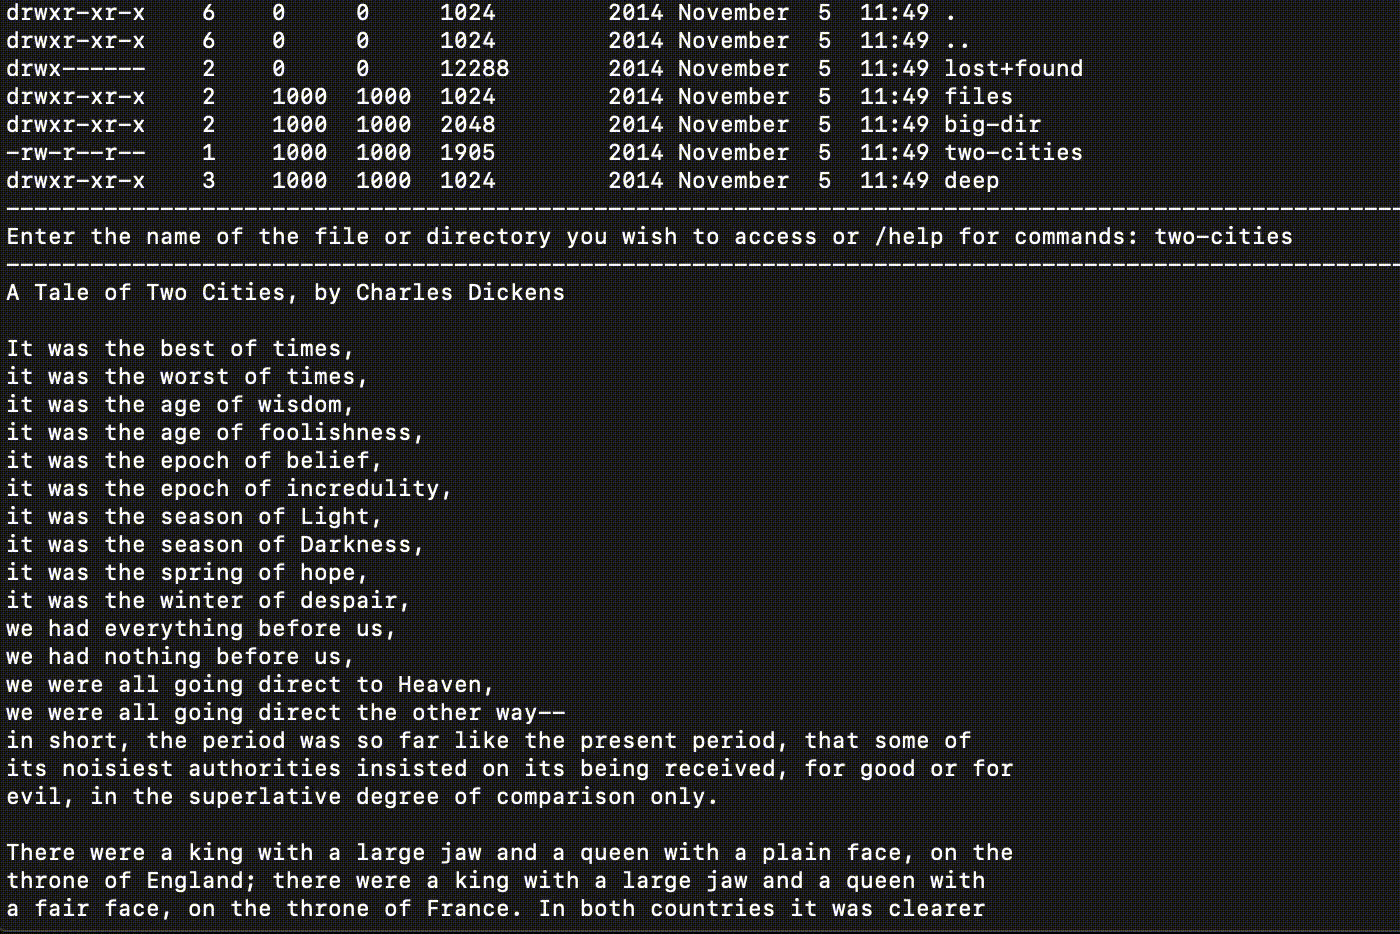 drwxr-xr-x    6    0     0     1024        2014 November  5  11:49 .
drwxr-xr-x    6    0     0     1024        2014 November  5  11:49 ..
drwx------    2    0     0     12288       2014 November  5  11:49 lost+found
drwxr-xr-x    2    1000  1000  1024        2014 November  5  11:49 files
drwxr-xr-x    2    1000  1000  2048        2014 November  5  11:49 big-dir
-rw-r--r--    1    1000  1000  1905        2014 November  5  11:49 two-cities
drwxr-xr-x    3    1000  1000  1024        2014 November  5  11:49 deep
----------------------------------------------------------------------------------------------------
Enter the name of the file or directory you wish to access or /help for commands: two-cities
----------------------------------------------------------------------------------------------------
A Tale of Two Cities, by Charles Dickens

It was the best of times,
it was the worst of times,
it was the age of wisdom,
it was the age of foolishness,
it was the epoch of belief,
it was the epoch of incredulity,
it was the season of Light,
it was the season of Darkness,
it was the spring of hope,
it was the winter of despair,
we had everything before us,
we had nothing before us,
we were all going direct to Heaven,
we were all going direct the other way--
in short, the period was so far like the present period, that some of
its noisiest authorities insisted on its being received, for good or for
evil, in the superlative degree of comparison only.

There were a king with a large jaw and a queen with a plain face, on the
throne of England; there were a king with a large jaw and a queen with
a fair face, on the throne of France. In both countries it was clearer